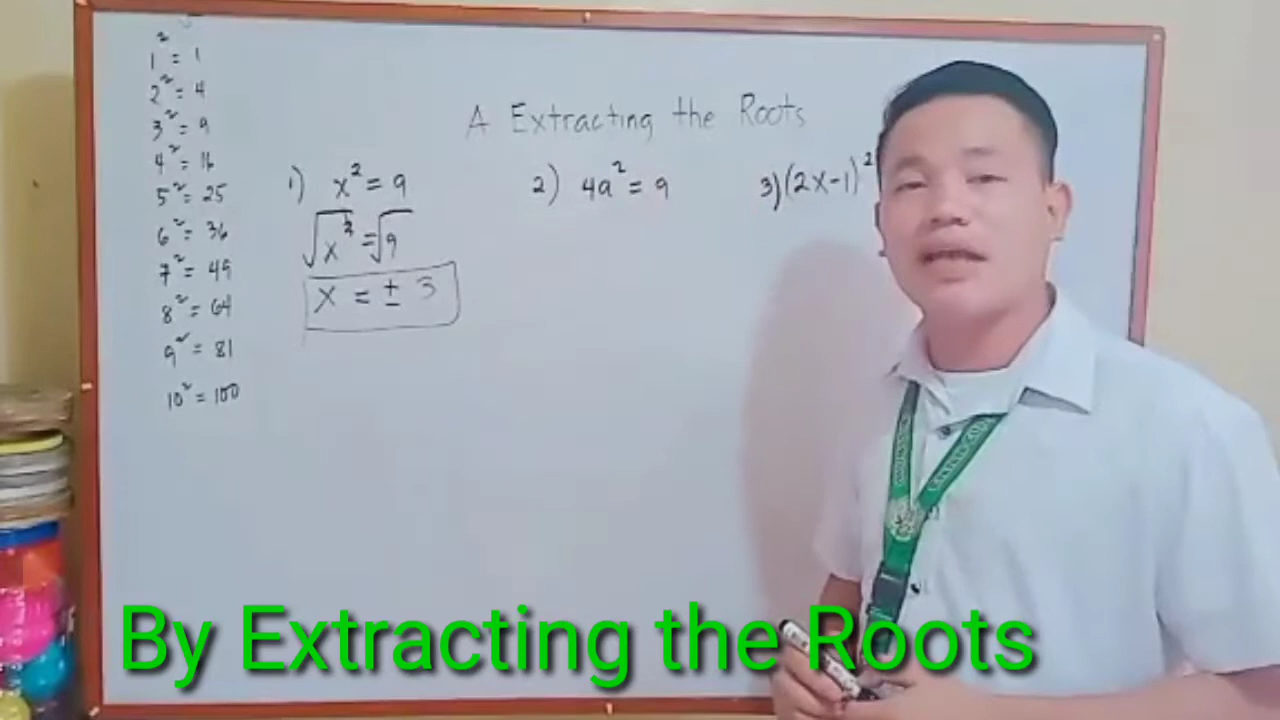 1² = 1
2² = 4
3² = 9
4² = 16
5² = 25
6² = 36
7² = 49
8² = 64
9² = 81
10² = 100
A Extracting the Roots
1) x² = 9
√x² = √9
x = ± 3
2) 4a² = 9
3) (2x-1)²
By Extracting the Roots